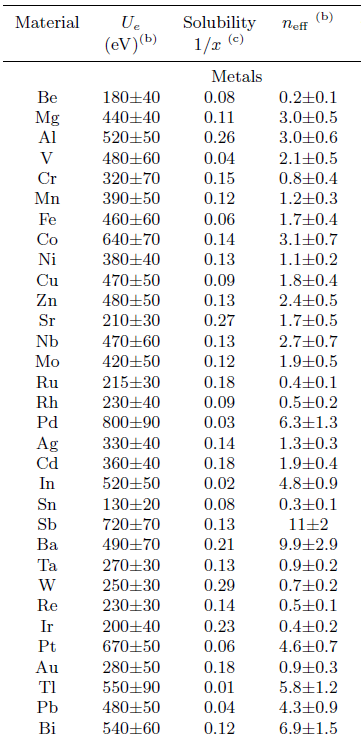 Material U_e Solubility n_eff (b)
(eV)(b) 1/x (c)
Metals
Be 180±40 0.08 0.2±0.1
Mg 440±40 0.11 3.0±0.5
Al 520±50 0.26 3.0±0.6
V 480±60 0.04 2.1±0.5
Cr 320±70 0.15 0.8±0.4
Mn 390±50 0.12 1.2±0.3
Fe 460±60 0.06 1.7±0.4
Co 640±70 0.14 3.1±0.7
Ni 380±40 0.13 1.1±0.2
Cu 470±50 0.09 1.8±0.4
Zn 480±50 0.13 2.4±0.5
Sr 210±30 0.27 1.7±0.5
Nb 470±60 0.13 2.7±0.7
Mo 420±50 0.12 1.9±0.5
Ru 215±30 0.18 0.4±0.1
Rh 230±40 0.09 0.5±0.2
Pd 800±90 0.03 6.3±1.3
Ag 330±40 0.14 1.3±0.3
Cd 360±40 0.18 1.9±0.4
In 520±50 0.02 4.8±0.9
Sn 130±20 0.08 0.3±0.1
Sb 720±70 0.13 11±2
Ba 490±70 0.21 9.9±2.9
Ta 270±30 0.13 0.9±0.2
W 250±30 0.29 0.7±0.2
Re 230±30 0.14 0.5±0.1
Ir 200±40 0.23 0.4±0.2
Pt 670±50 0.06 4.6±0.7
Au 280±50 0.18 0.9±0.3
Tl 550±90 0.01 5.8±1.2
Pb 480±50 0.04 4.3±0.9
Bi 540±60 0.12 6.9±1.5